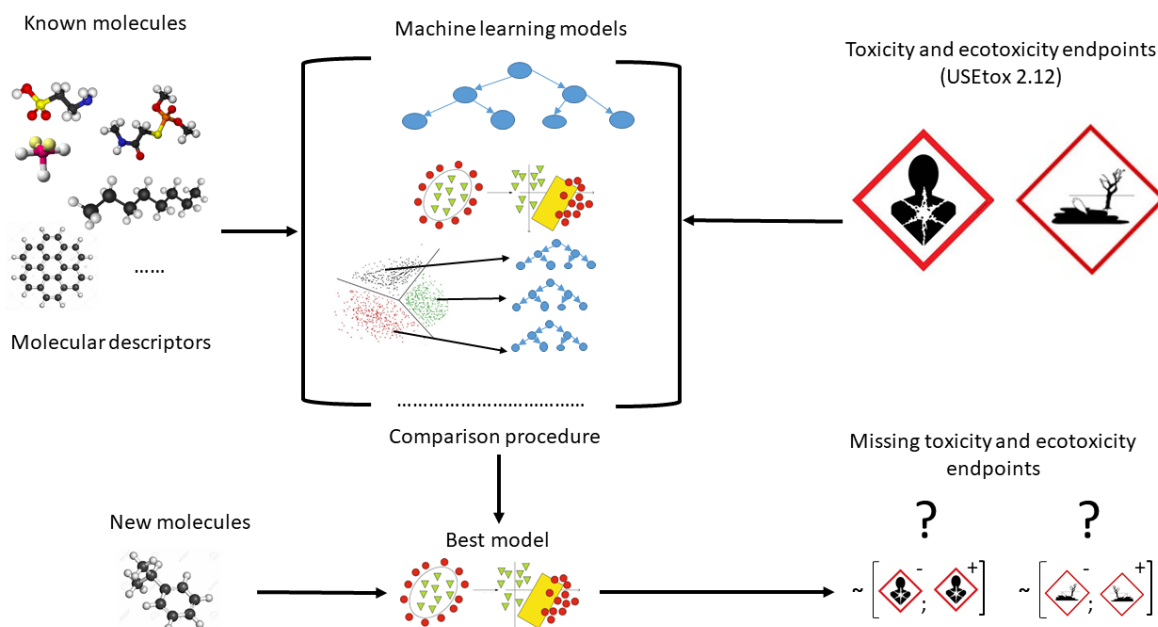 Known molecules
Machine learning models
Toxicity and ecotoxicity endpoints
(USEtox 2.12)
......
Molecular descriptors
......................................
Comparison procedure
Missing toxicity and ecotoxicity
endpoints
New molecules
Best model
? ?
~ [ - ; + ] ~ [ - ; + ]